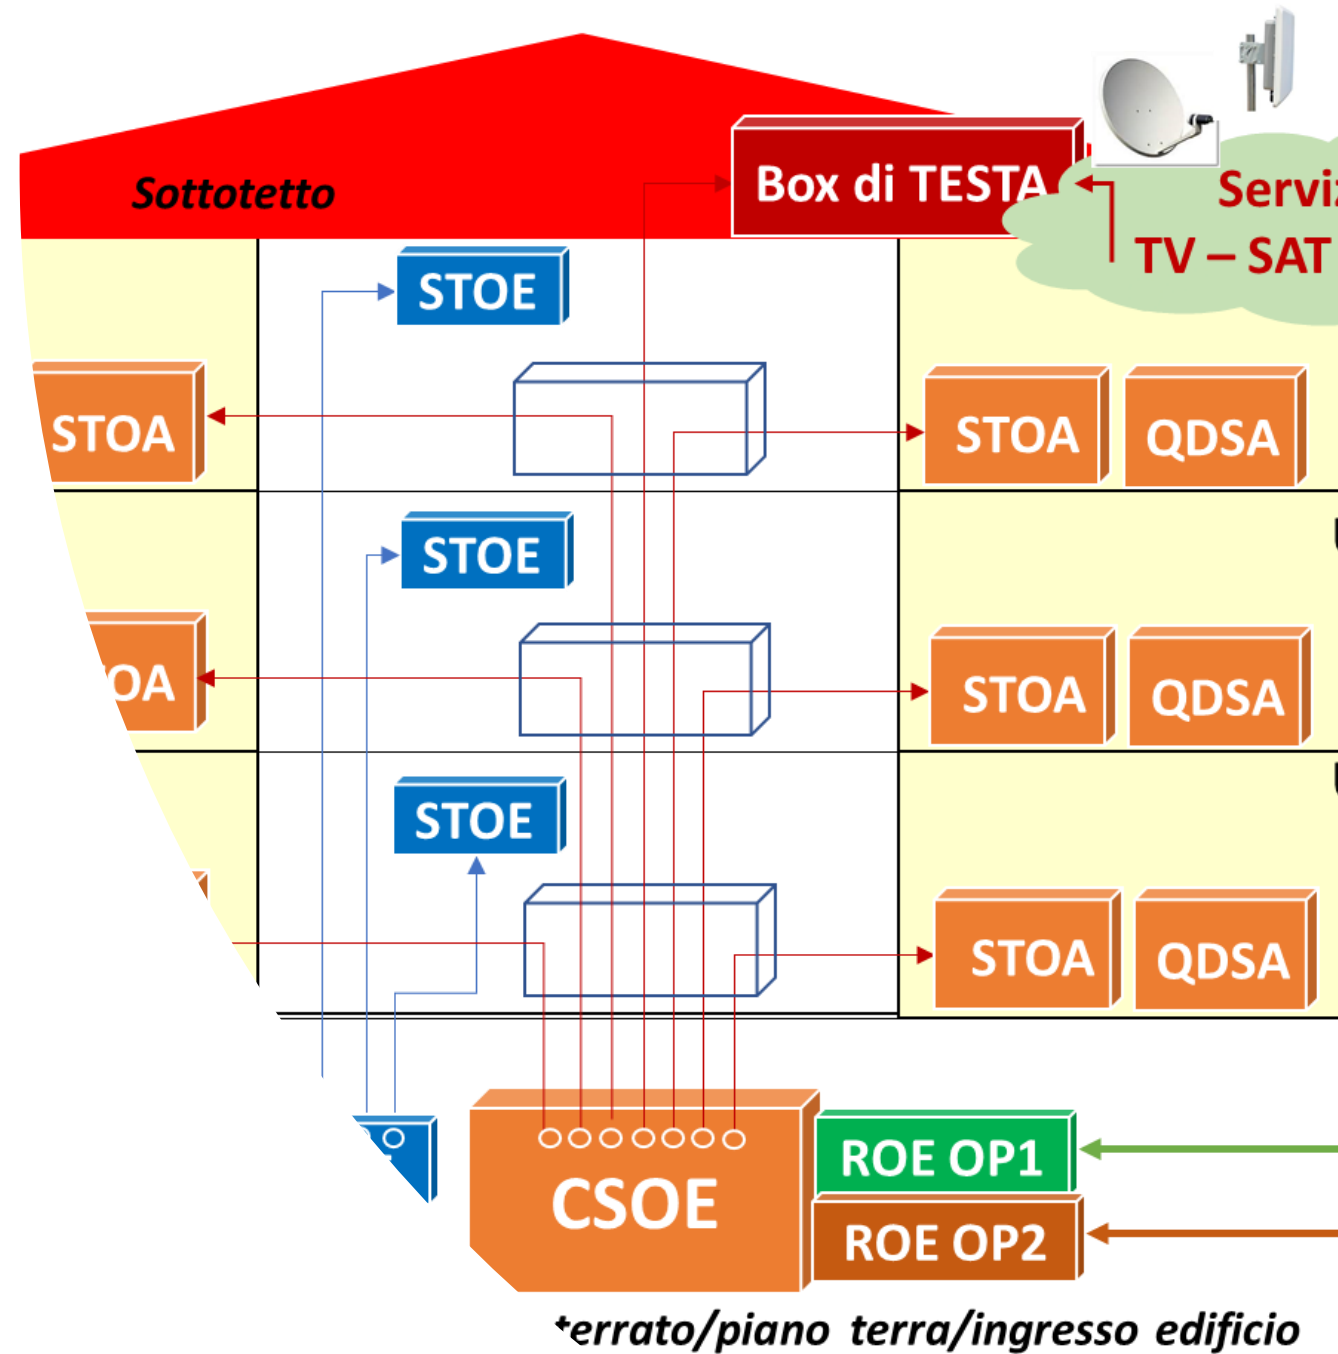 Sottotetto
Box di TESTA
TV – SAT
STOE
STOA
STOA
QDSA
STOE
STOA
QDSA
STOE
STOA
QDSA
CSOE
ROE OP1
ROE OP2
edificio
piano terra/ingresso